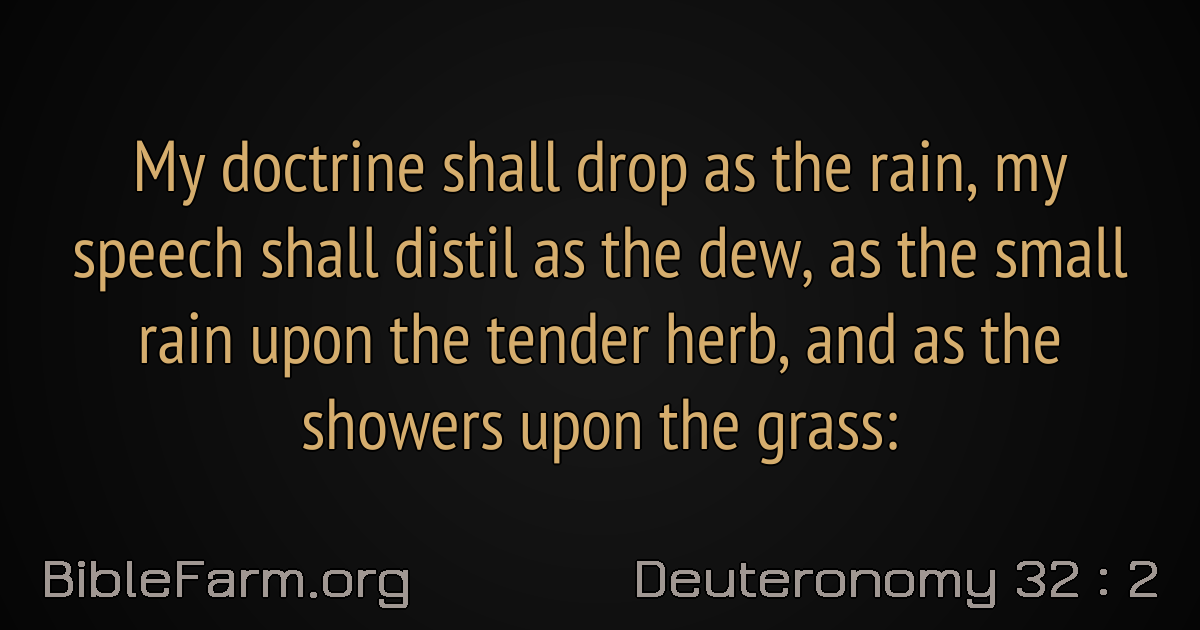 My doctrine shall drop as the rain, my
speech shall distil as the dew, as the small
rain upon the tender herb, and as the
showers upon the grass:
BibleFarm.org
Deuteronomy 32 : 2